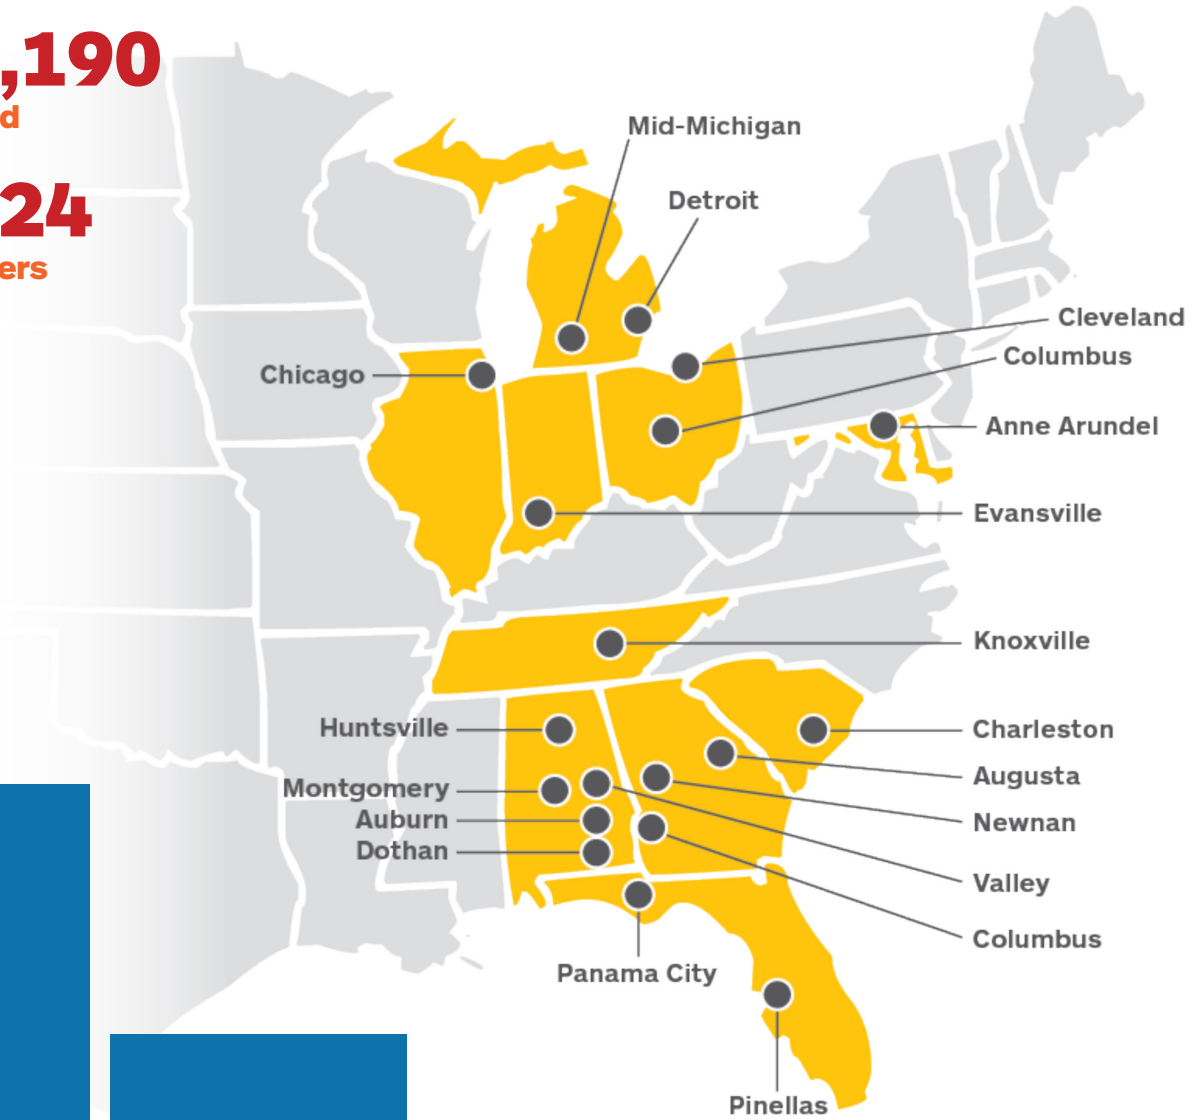 ,190
d
24
ers
Mid-Michigan
Detroit
Cleveland
Columbus
Chicago
Anne Arundel
Evansville
Knoxville
Huntsville
Charleston
Augusta
Montgomery
Newnan
Auburn
Dothan
Valley
Columbus
Panama City
Pinellas